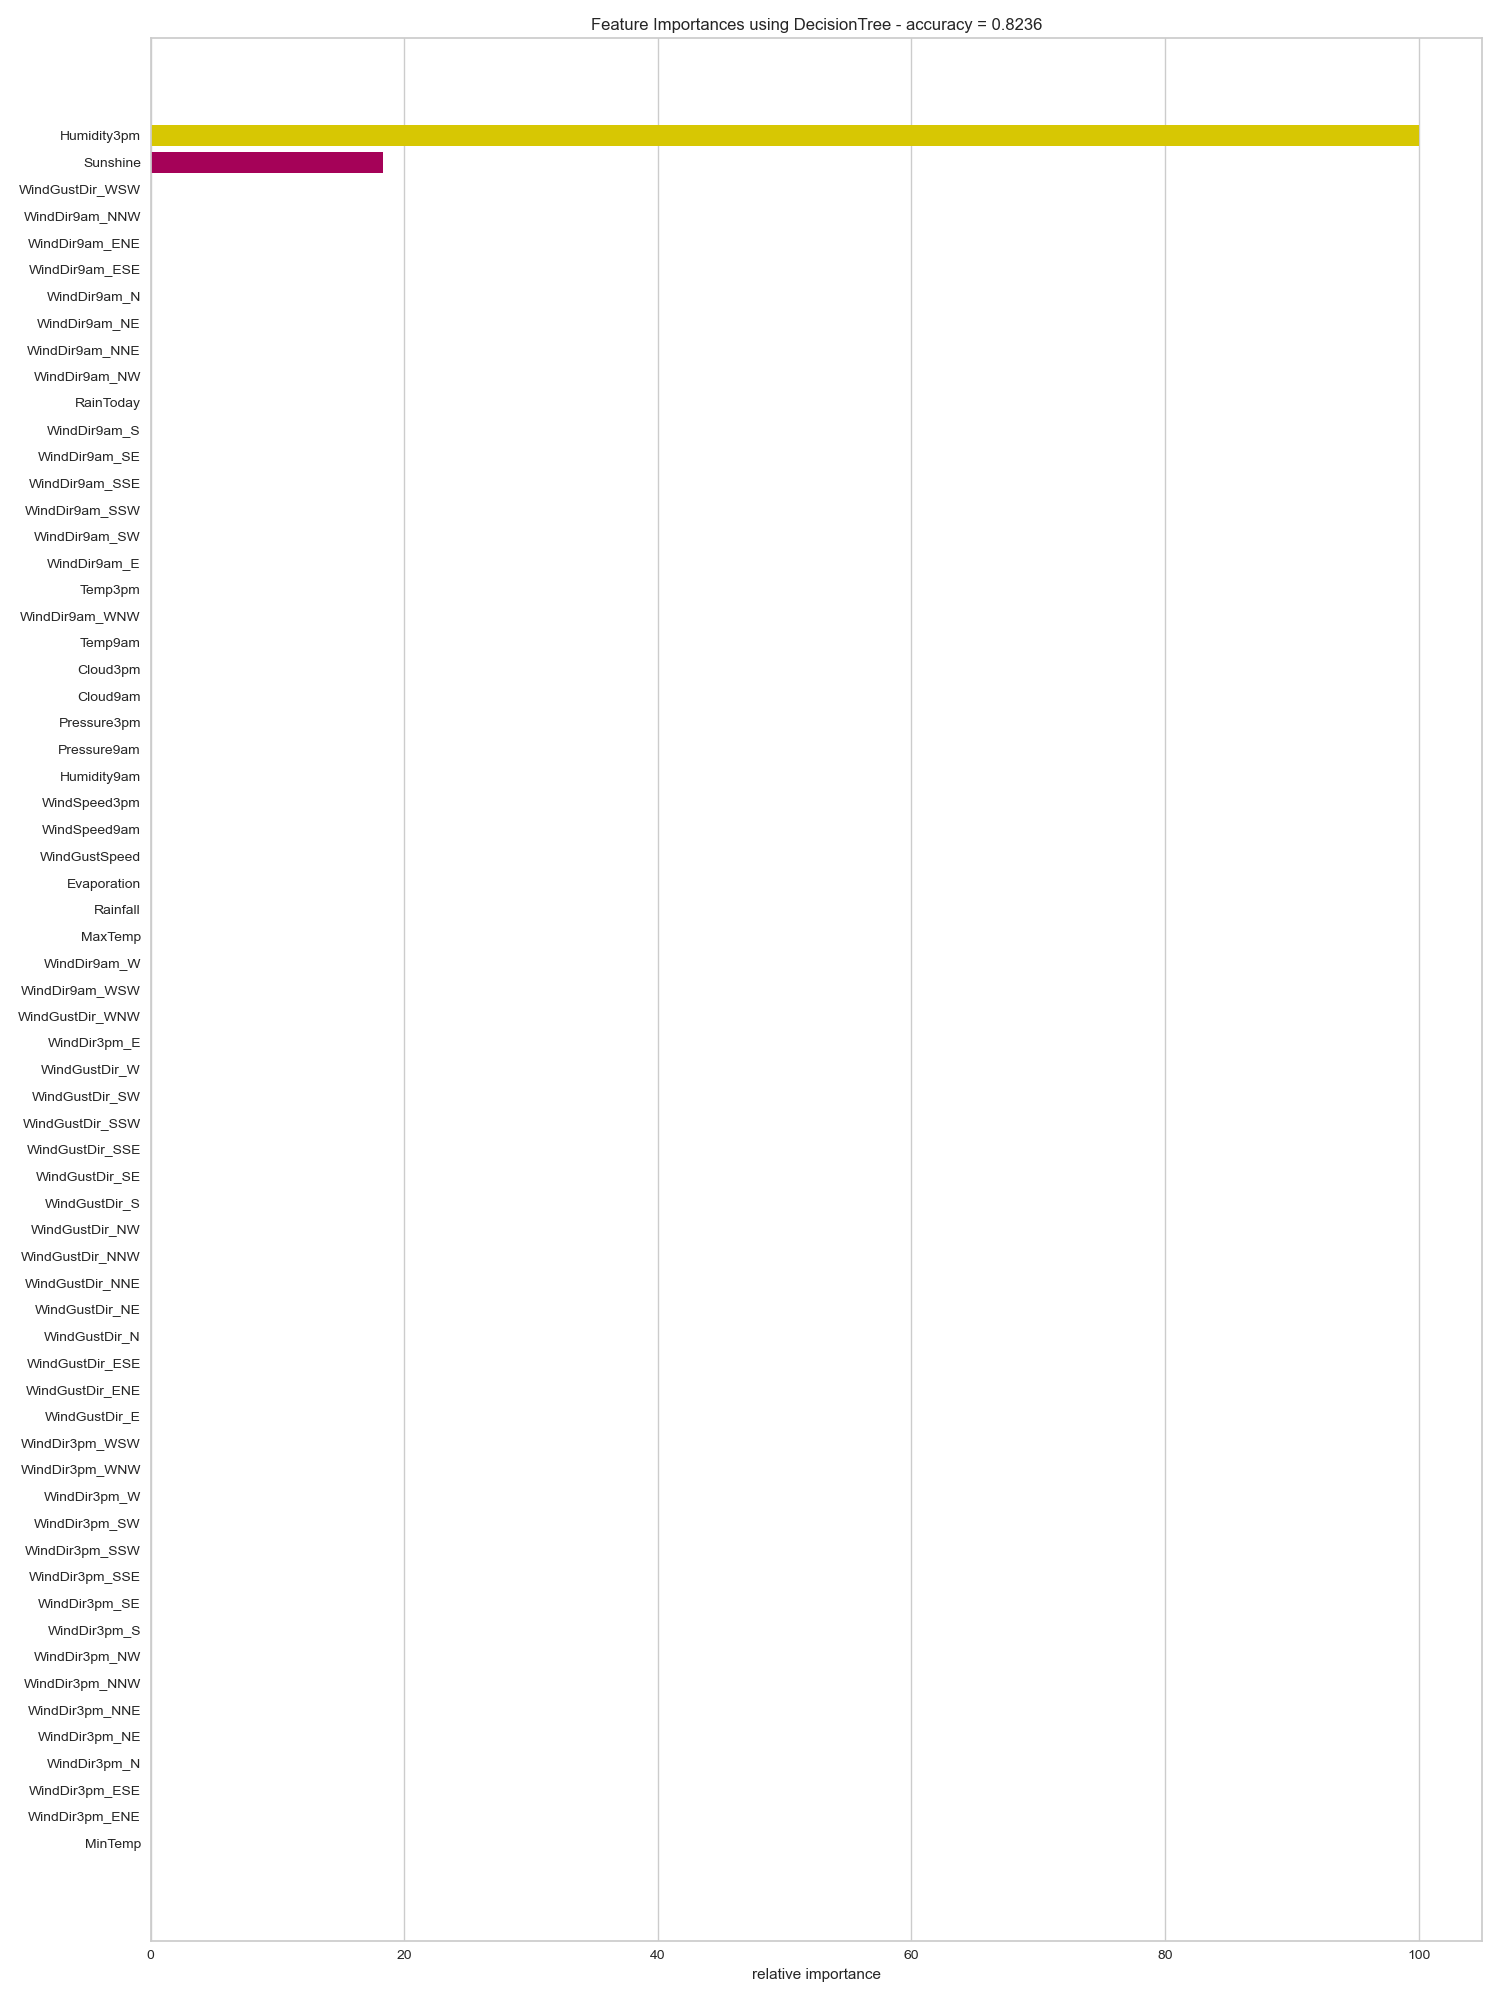 Feature Importances using DecisionTree - accuracy = 0.8236
Humidity3pm
Sunshine
WindGustDir_WSW
WindDir9am_NNW
WindDir9am_ENE
WindDir9am_ESE
WindDir9am_N
WindDir9am_NE
WindDir9am_NNE
WindDir9am_NW
RainToday
WindDir9am_S
WindDir9am_SE
WindDir9am_SSE
WindDir9am_SSW
WindDir9am_SW
WindDir9am_E
Temp3pm
WindDir9am_WNW
Temp9am
Cloud3pm
Cloud9am
Pressure3pm
Pressure9am
Humidity9am
WindSpeed3pm
WindSpeed9am
WindGustSpeed
Evaporation
Rainfall
MaxTemp
WindDir9am_W
WindDir9am_WSW
WindGustDir_WNW
WindDir3pm_E
WindGustDir_W
WindGustDir_SW
WindGustDir_SSW
WindGustDir_SSE
WindGustDir_SE
WindGustDir_S
WindGustDir_NW
WindGustDir_NNW
WindGustDir_NNE
WindGustDir_NE
WindGustDir_N
WindGustDir_ESE
WindGustDir_ENE
WindGustDir_E
WindDir3pm_WSW
WindDir3pm_WNW
WindDir3pm_W
WindDir3pm_SW
WindDir3pm_SSW
WindDir3pm_SSE
WindDir3pm_SE
WindDir3pm_S
WindDir3pm_NW
WindDir3pm_NNW
WindDir3pm_NNE
WindDir3pm_NE
WindDir3pm_N
WindDir3pm_ESE
WindDir3pm_ENE
MinTemp
0 20 40 60 80 100
relative importance